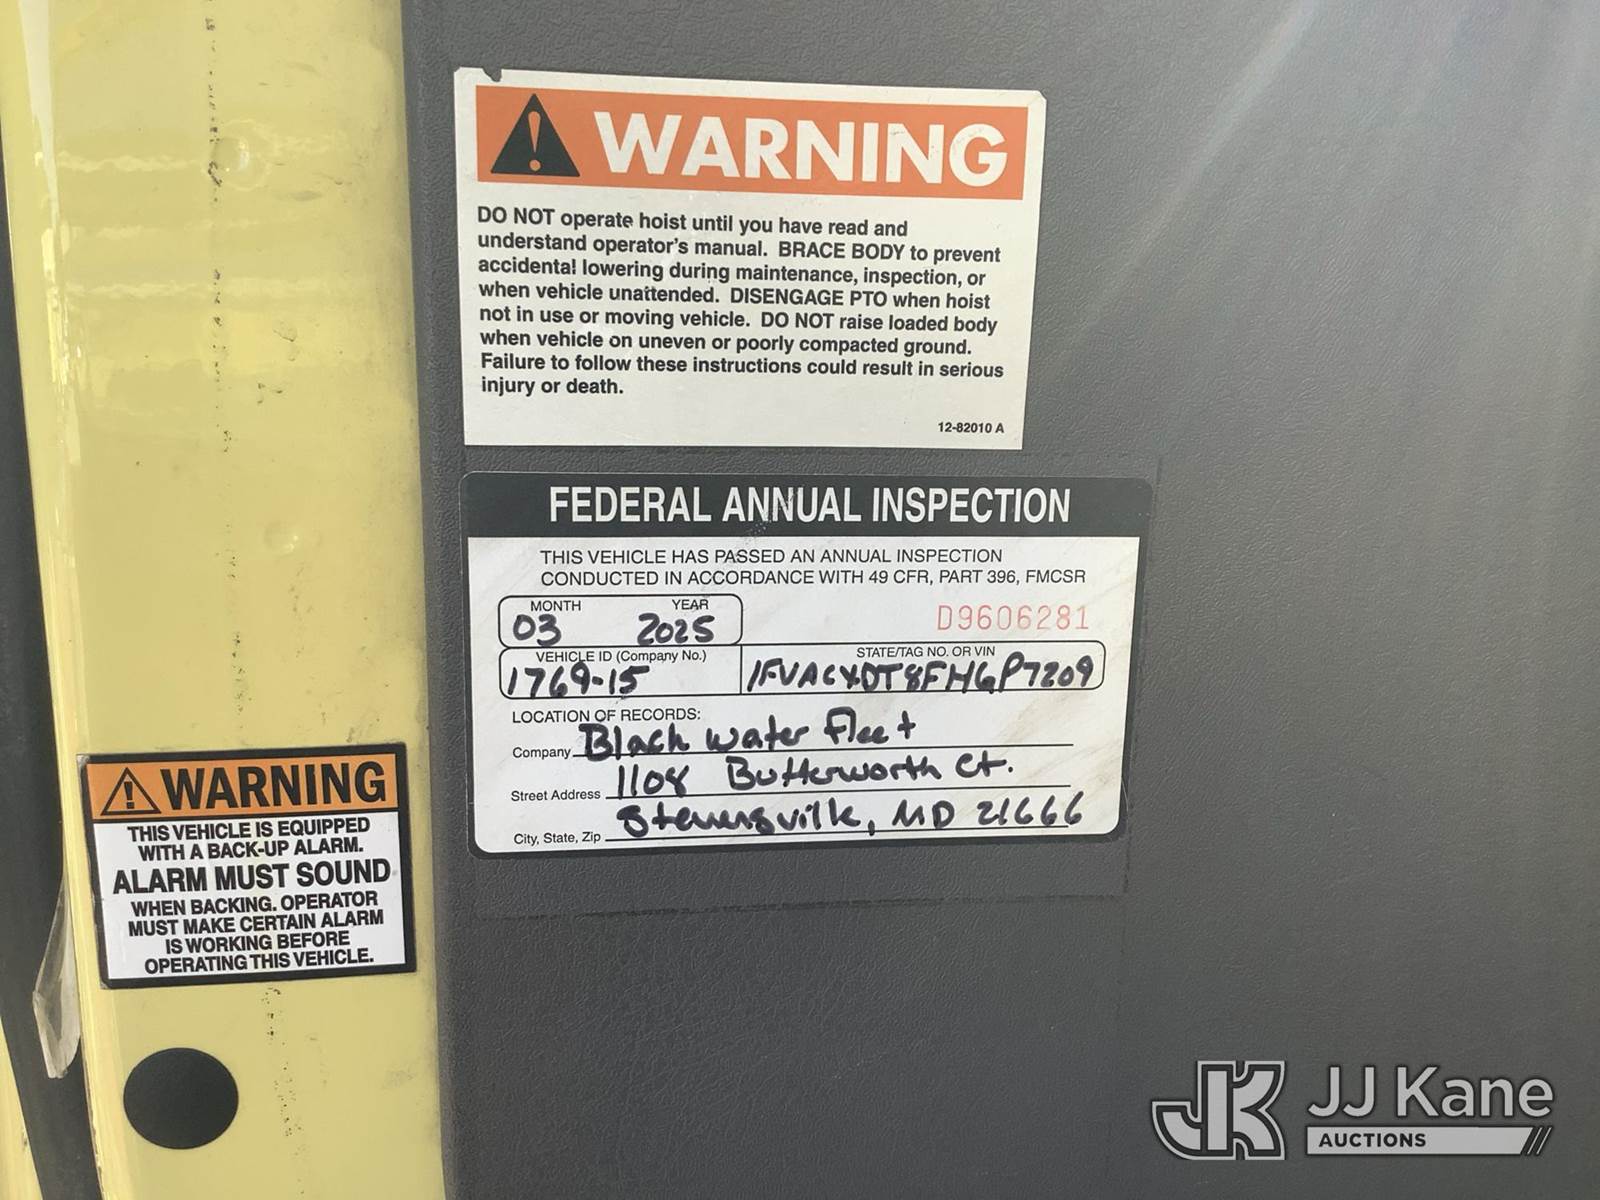 WARNING
DO NOT operate hoist until you have read and
understand operator's manual. BRACE BODY to prevent
accidental lowering during maintenance, inspection, or
when vehicle unattended. DISENGAGE PTO when hoist
not in use or moving vehicle. DO NOT raise loaded body
when vehicle on uneven or poorly compacted ground.
Failure to follow these instructions could result in serious
injury or death.
12-82010 A
FEDERAL ANNUAL INSPECTION
THIS VEHICLE HAS PASSED AN ANNUAL INSPECTION
CONDUCTED IN ACCORDANCE WITH 49 CFR, PART 396, FMCSR
MONTH YEAR
03 2025
D9606281
VEHICLE ID (Company No.) STATE/TAG NO. OR VIN
1769-15 1FVACXDT8FHGP7209
LOCATION OF RECORDS:
Company Black water Fleet
Street Address 1108 Butterworth Ct.
City, State, Zip Stevensville, MD 21666
WARNING
THIS VEHICLE IS EQUIPPED
WITH A BACK-UP ALARM.
ALARM MUST SOUND
WHEN BACKING. OPERATOR
MUST MAKE CERTAIN ALARM
IS WORKING BEFORE
OPERATING THIS VEHICLE.
JK JJ Kane
AUCTIONS